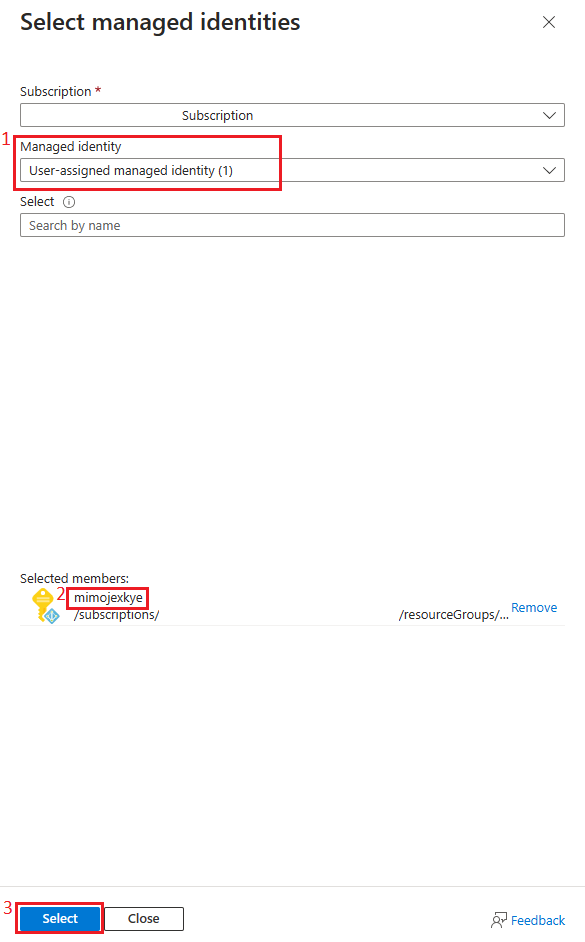 Select managed identities
Subscription *
Subscription
1
Managed identity
User-assigned managed identity (1)
Select
Search by name
Selected members:
2
mimojexkye
/subscriptions/ /resourceGroups/...
Remove
3
Select
Close
Feedback